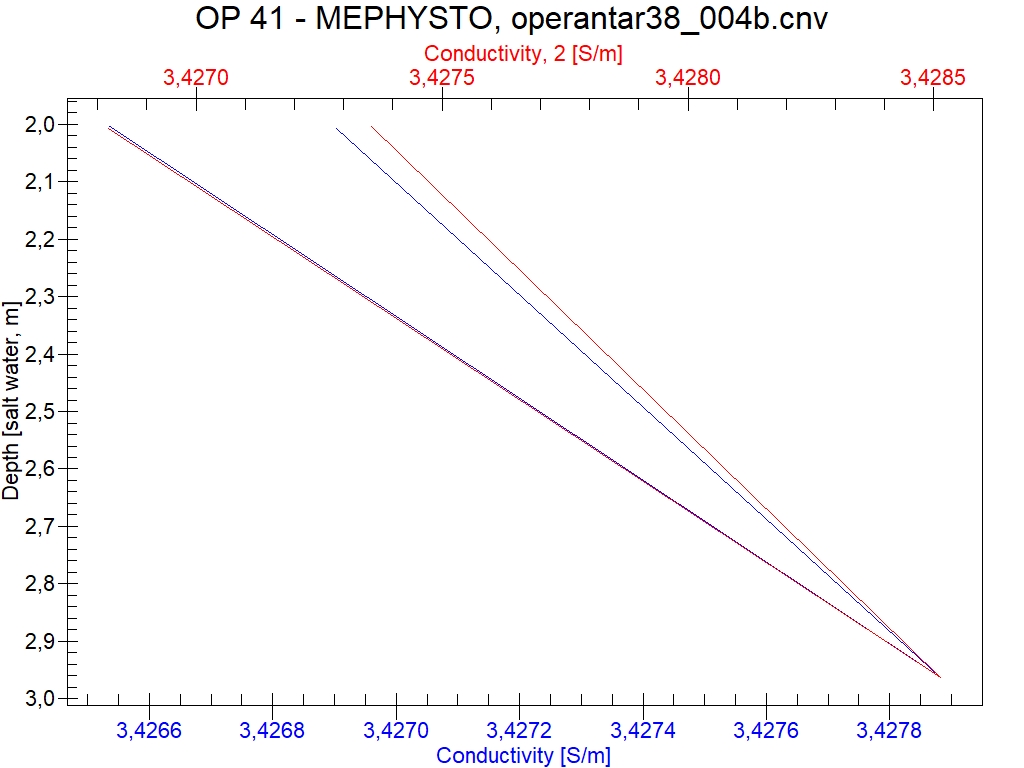 OP 41 - MEPHYSTO, operantar38_004b.cnv
Conductivity, 2 [S/m]
3,4270 3,4275 3,4280 3,4285
2,0
2,1
2,2
2,3
2,4
2,5
2,6
2,7
2,8
2,9
3,0
Depth [salt water, m]
3,4266 3,4268 3,4270 3,4272 3,4274 3,4276 3,4278
Conductivity [S/m]